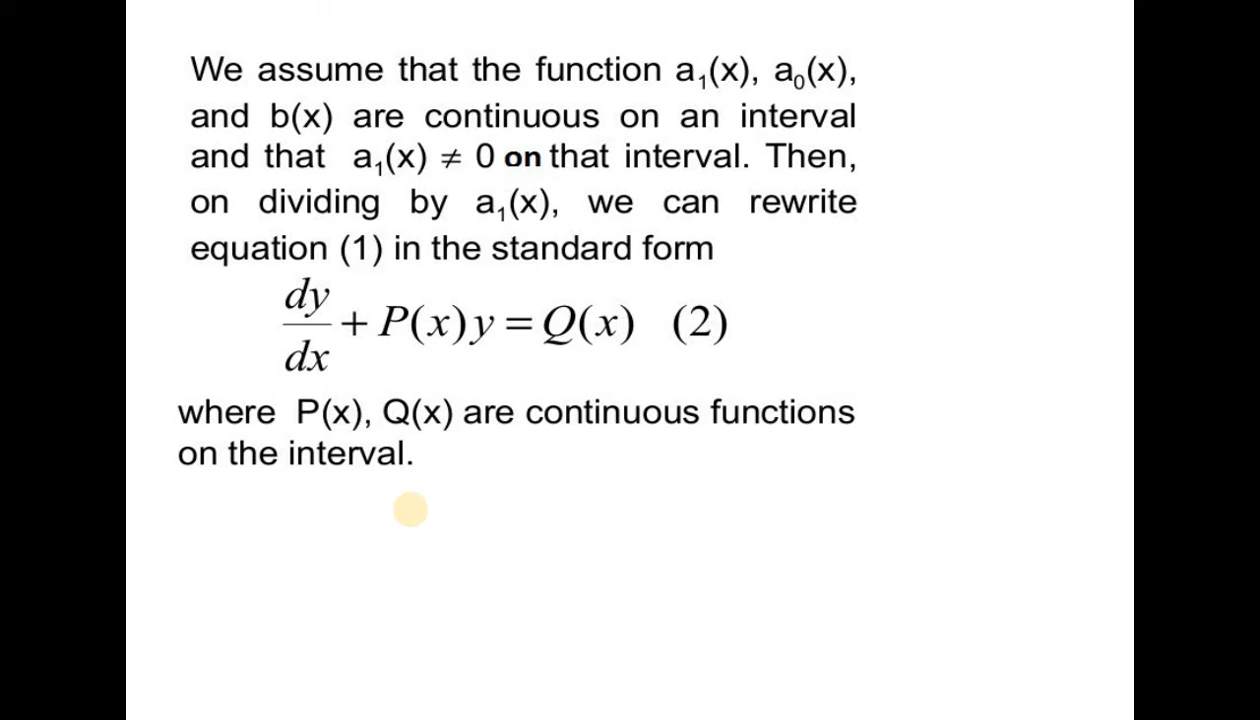 We assume that the function a₁(x), a₀(x),
and b(x) are continuous on an interval
and that a₁(x) ≠ 0 on that interval. Then,
on dividing by a₁(x), we can rewrite
equation (1) in the standard form
dy/dx + P(x)y = Q(x) (2)
where P(x), Q(x) are continuous functions
on the interval.